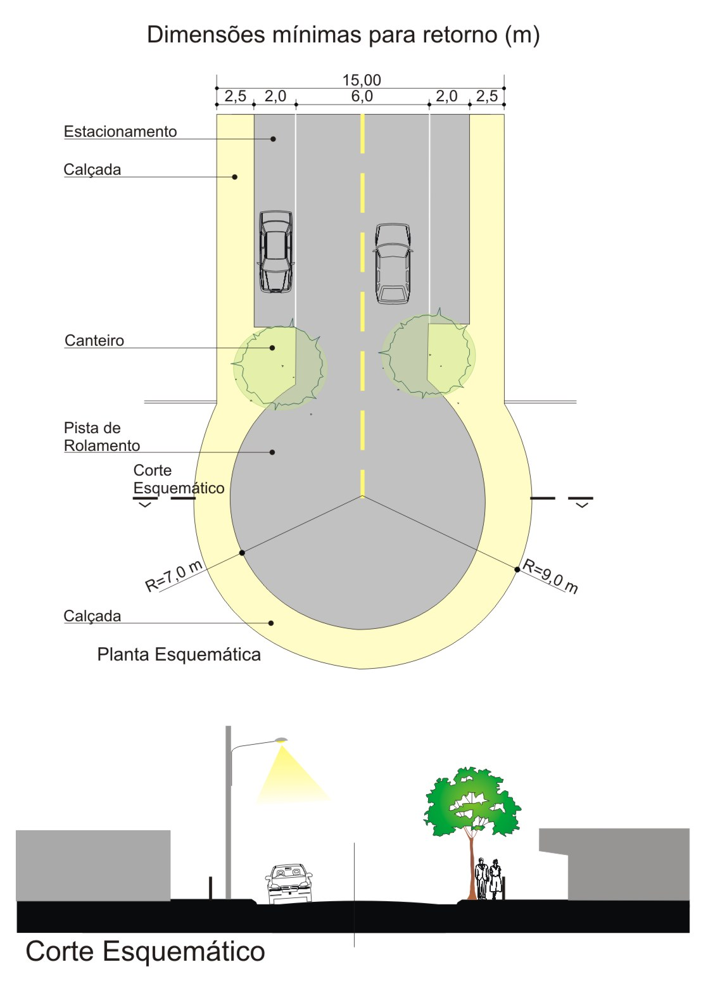 Dimensões mínimas para retorno (m)
15,00
2,5 2,0 6,0 2,0 2,5
Estacionamento
Calçada
Canteiro
Pista de
Rolamento
Corte
Esquemático
R=7,0 m
R=9,0 m
Calçada
Planta Esquemática
Corte Esquemático